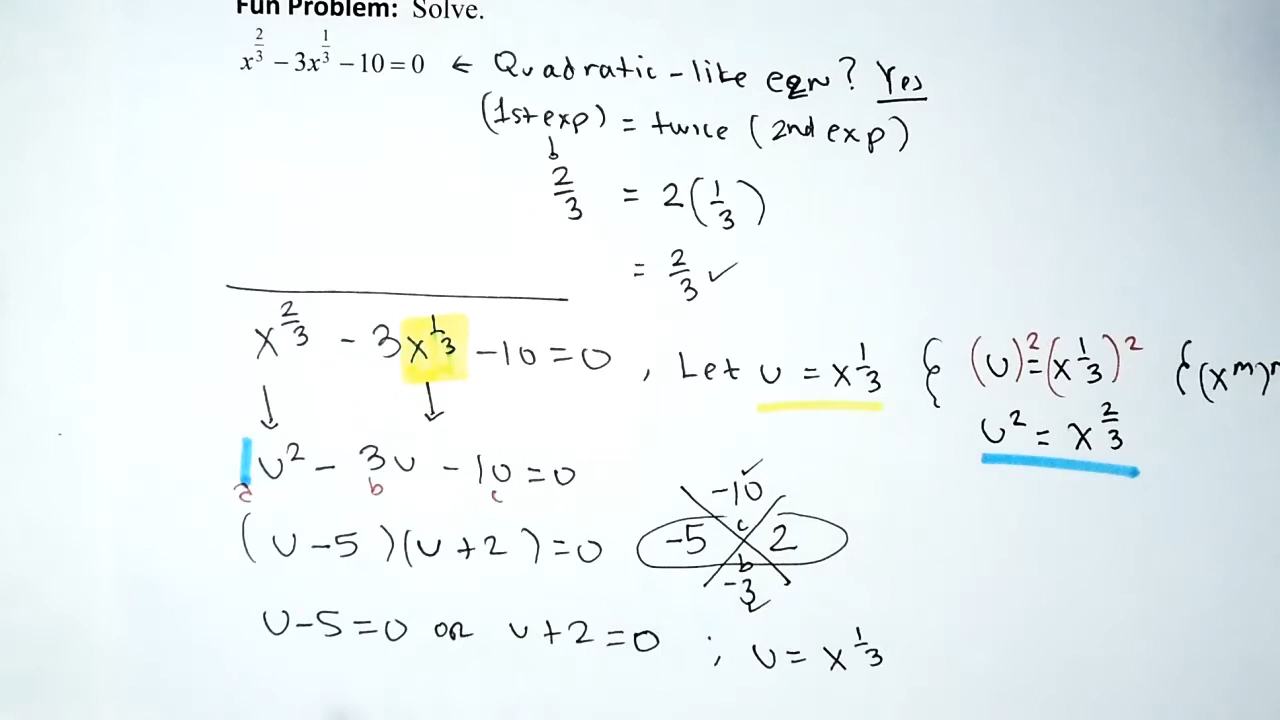 Fun Problem: Solve.
x^(2/3) − 3x^(1/3) − 10 = 0 ← Quadratic-like eqn? Yes
(1st exp) = twice (2nd exp)
2/3 = 2(1/3)
= 2/3 ✓
x^(2/3) - 3x^(1/3) - 10 = 0 , Let u = x^(1/3) { (u)^2 = (x^(1/3))^2 {(x^m)^n
u^2 = x^(2/3)
1u^2 - 3u - 10 = 0
a b c
-10 ✓
(u - 5)(u + 2) = 0 -5 c 2
b
-3
u - 5 = 0 or u + 2 = 0 ; u = x^(1/3)